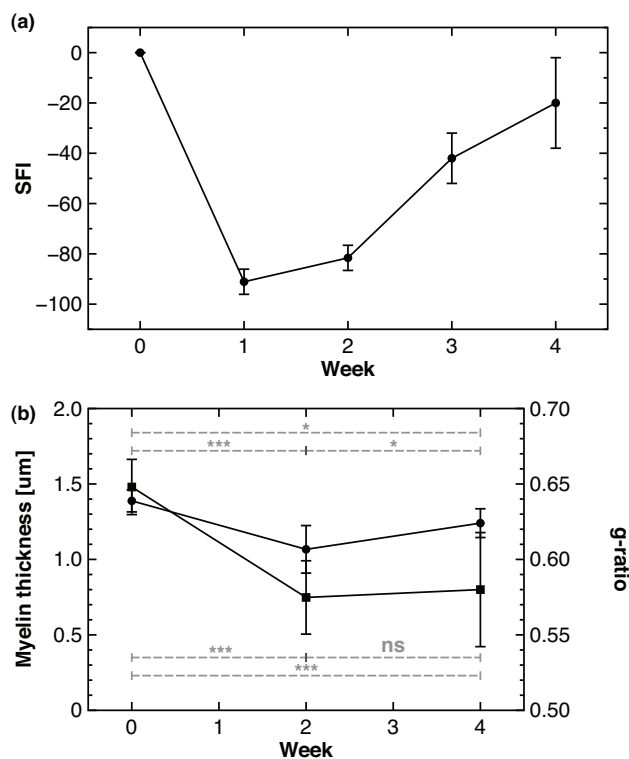 (a)
0
−20
−40
−60
−80
−100
SFI
0 1 2 3 4
Week
(b)
2.0
1.5
1.0
0.5
0
Myelin thickness [um]
0.70
0.65
0.60
0.55
0.50
g-ratio
*
*** *
*** ns
***
0 1 2 3 4
Week